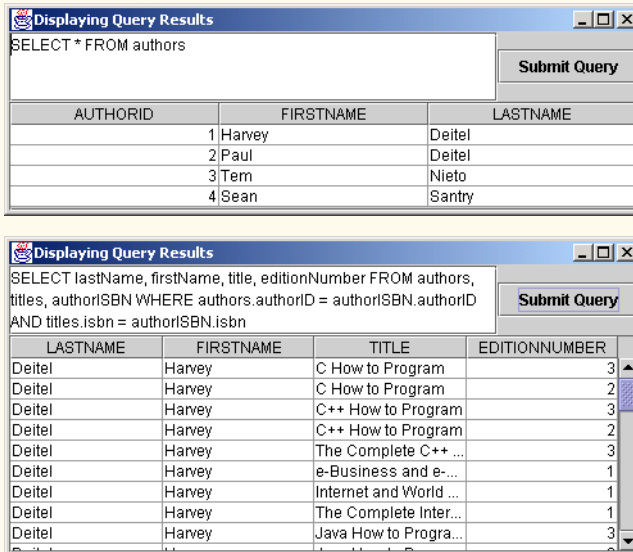 Displaying Query Results
SELECT * FROM authors
Submit Query
AUTHORID FIRSTNAME LASTNAME
1 Harvey Deitel
2 Paul Deitel
3 Tem Nieto
4 Sean Santry
Displaying Query Results
SELECT lastName, firstName, title, editionNumber FROM authors,
titles, authorISBN WHERE authors.authorID = authorISBN.authorID
AND titles.isbn = authorISBN.isbn
Submit Query
LASTNAME FIRSTNAME TITLE EDITIONNUMBER
Deitel Harvey C How to Program 3
Deitel Harvey C How to Program 2
Deitel Harvey C++ How to Program 3
Deitel Harvey C++ How to Program 2
Deitel Harvey The Complete C++ ... 3
Deitel Harvey e-Business and e-... 1
Deitel Harvey Internet and World ... 1
Deitel Harvey The Complete Inter... 1
Deitel Harvey Java How to Progra... 3